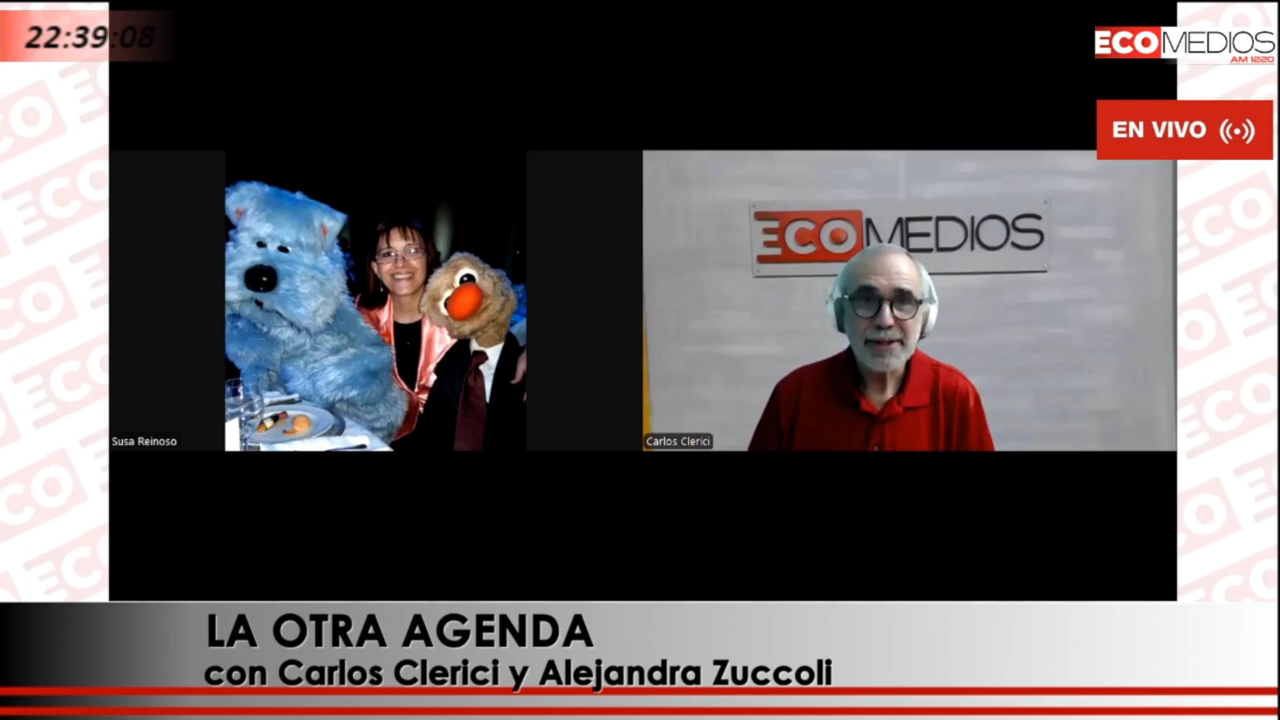 22:39:08
ECOMEDIOS
AM 1220
EN VIVO
ECOMEDIOS
Susa Reinoso
Carlos Clerici
LA OTRA AGENDA
con Carlos Clerici y Alejandra Zuccoli